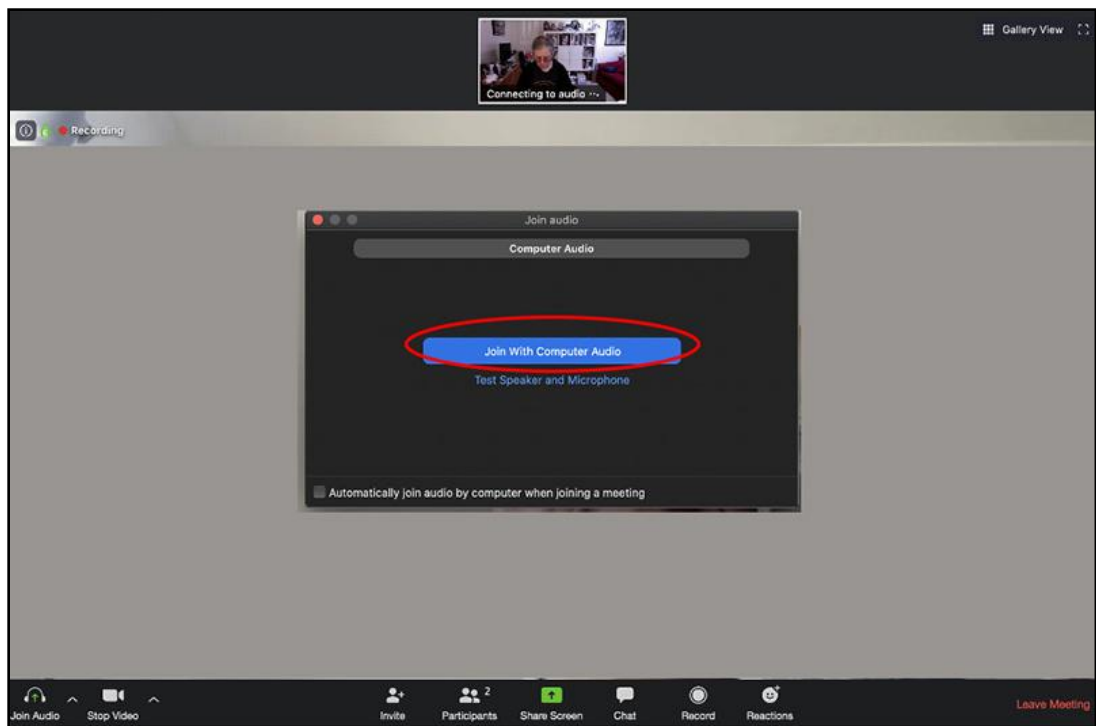 Gallery View
Connecting to audio ...
Recording
Join audio
Computer Audio
Join With Computer Audio
Test Speaker and Microphone
Automatically join audio by computer when joining a meeting
Join Audio
Stop Video
Invite
Participants 2
Share Screen
Chat
Record
Reactions
Leave Meeting